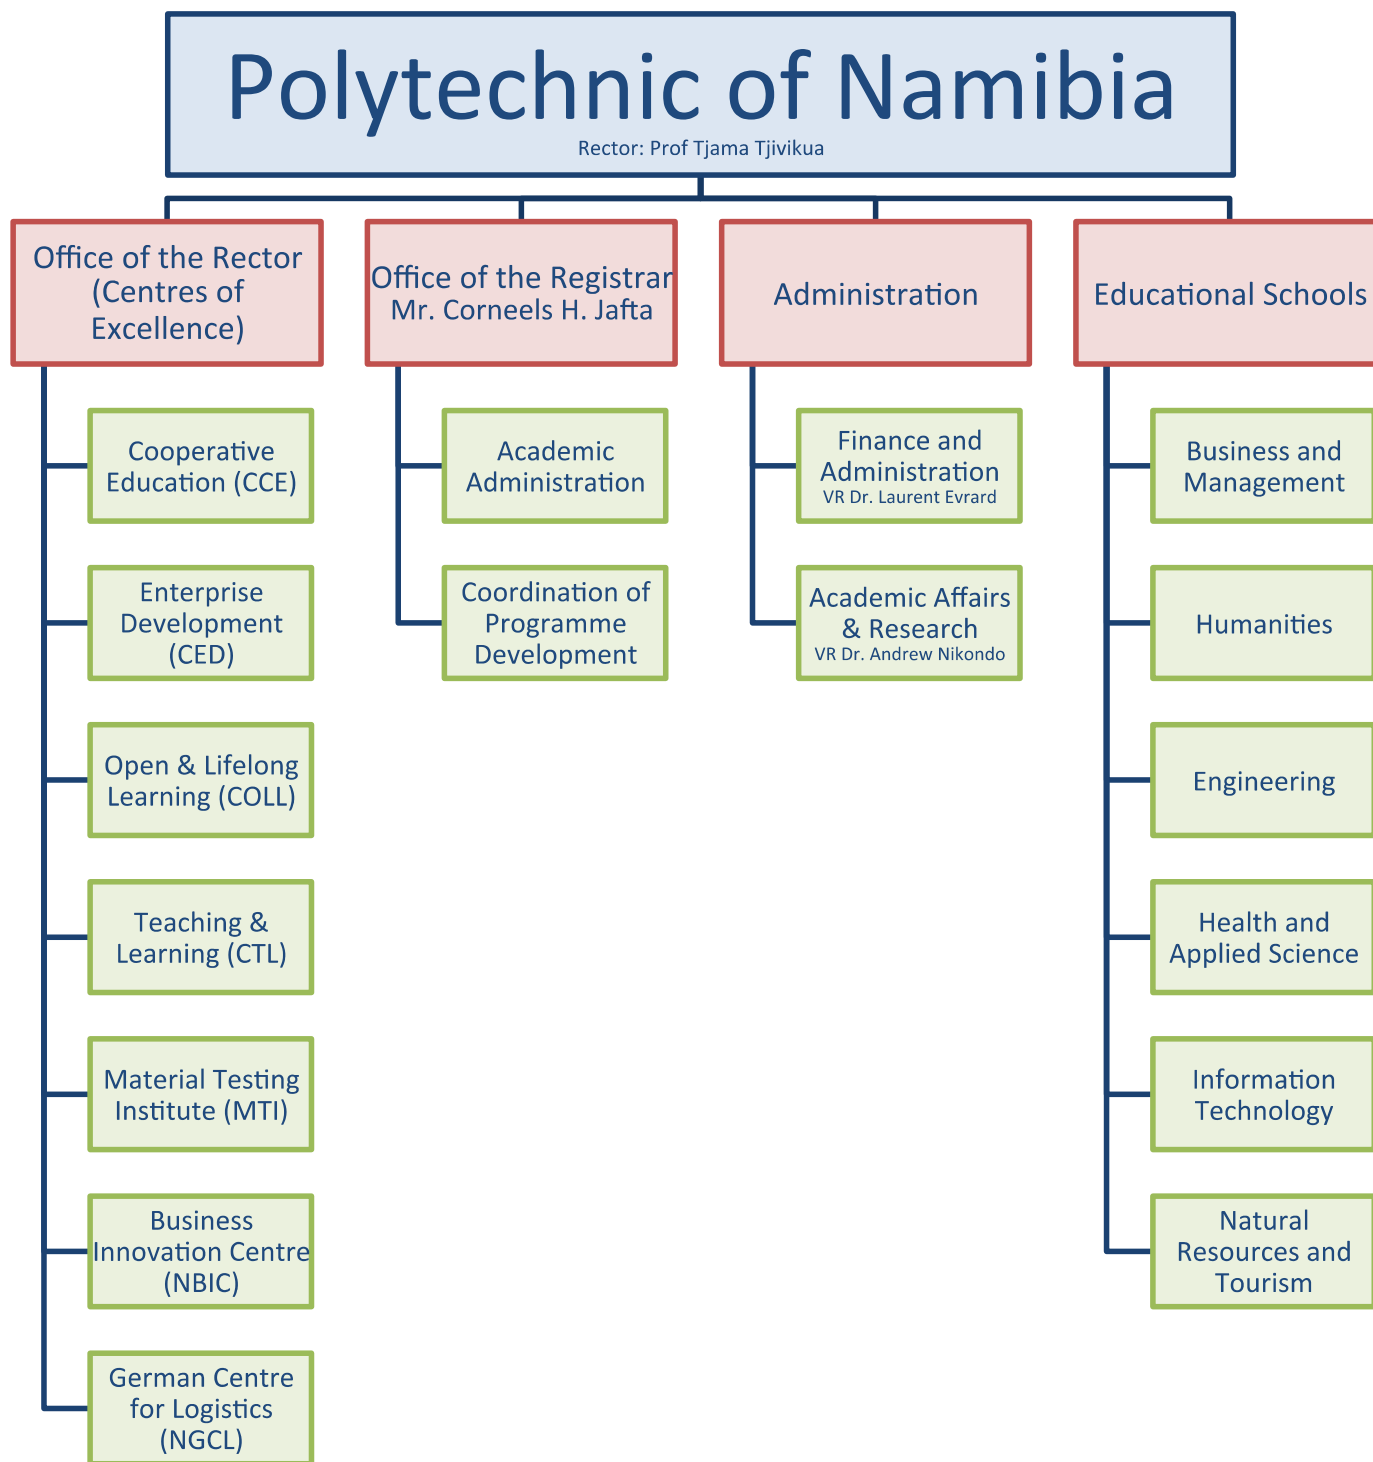 Polytechnic of Namibia
Rector: Prof Tjama Tjivikua
Office of the Rector
(Centres of
Excellence)
Cooperative
Education (CCE)
Enterprise
Development
(CED)
Open & Lifelong
Learning (COLL)
Teaching &
Learning (CTL)
Material Testing
Institute (MTI)
Business
Innovation Centre
(NBIC)
German Centre
for Logistics
(NGCL)
Office of the Registrar
Mr. Corneels H. Jafta
Academic
Administration
Coordination of
Programme
Development
Administration
Finance and
Administration
VR Dr. Laurent Evrard
Academic Affairs
& Research
VR Dr. Andrew Nikondo
Educational Schools
Business and
Management
Humanities
Engineering
Health and
Applied Science
Information
Technology
Natural
Resources and
Tourism